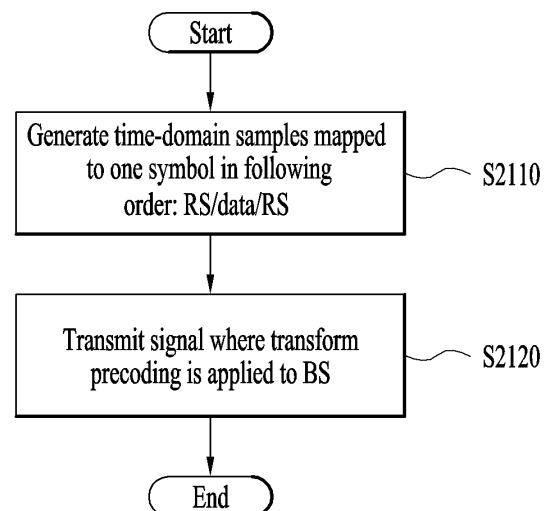 Start
Generate time-domain samples mapped
to one symbol in following
order: RS/data/RS
S2110
Transmit signal where transform
precoding is applied to BS
S2120
End